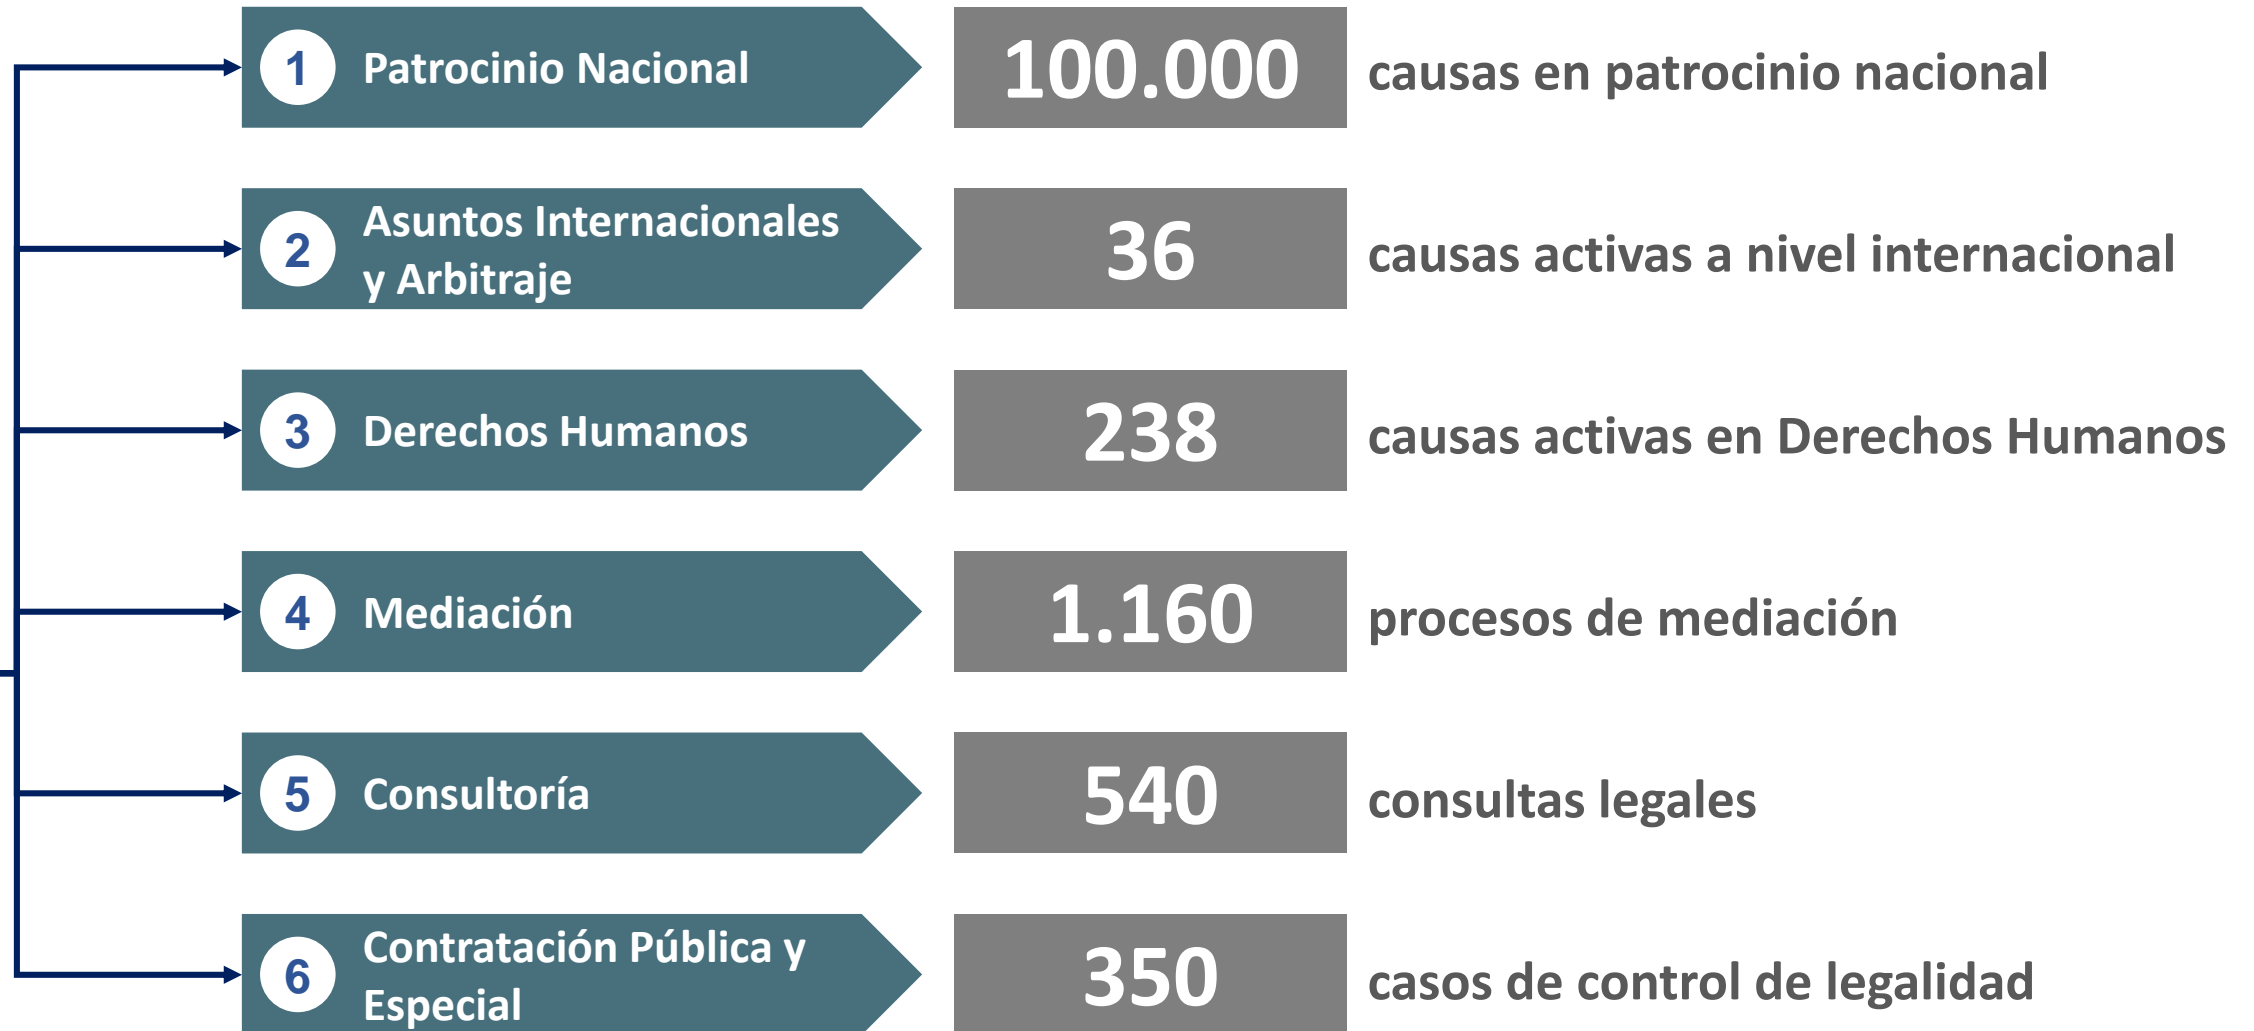 1 Patrocinio Nacional 100.000 causas en patrocinio nacional
2 Asuntos Internacionales
y Arbitraje 36 causas activas a nivel internacional
3 Derechos Humanos 238 causas activas en Derechos Humanos
4 Mediación 1.160 procesos de mediación
5 Consultoría 540 consultas legales
6 Contratación Pública y
Especial 350 casos de control de legalidad